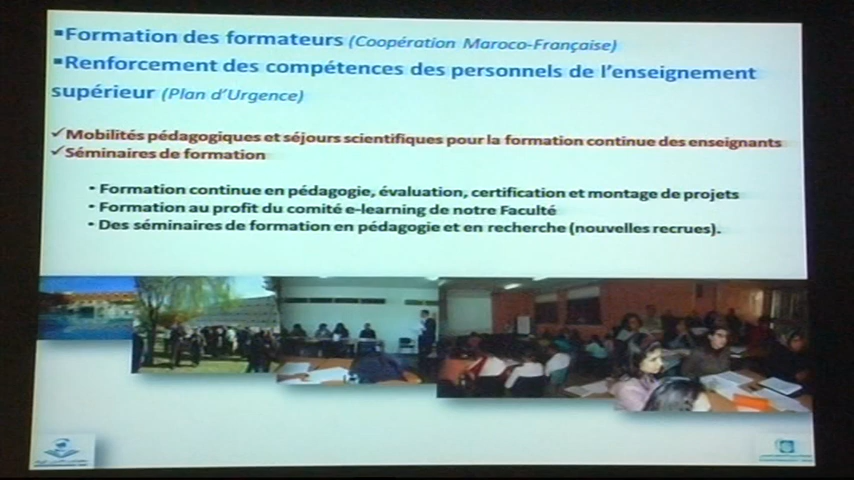 ▪Formation des formateurs (Coopération Maroco-Française)
▪Renforcement des compétences des personnels de l'enseignement
supérieur (Plan d'Urgence)
✓Mobilités pédagogiques et séjours scientifiques pour la formation continue des enseignants
✓Séminaires de formation
• Formation continue en pédagogie, évaluation, certification et montage de projets
• Formation au profit du comité e-learning de notre Faculté
• Des séminaires de formation en pédagogie et en recherche (nouvelles recrues).